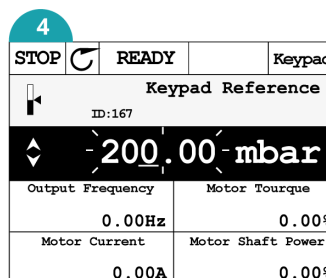 4
STOP READY Keypad
Keypad Reference
ID:167
200.00 mbar
Output Frequency Motor Tourque
0.00Hz 0.00%
Motor Current Motor Shaft Power
0.00A 0.00%